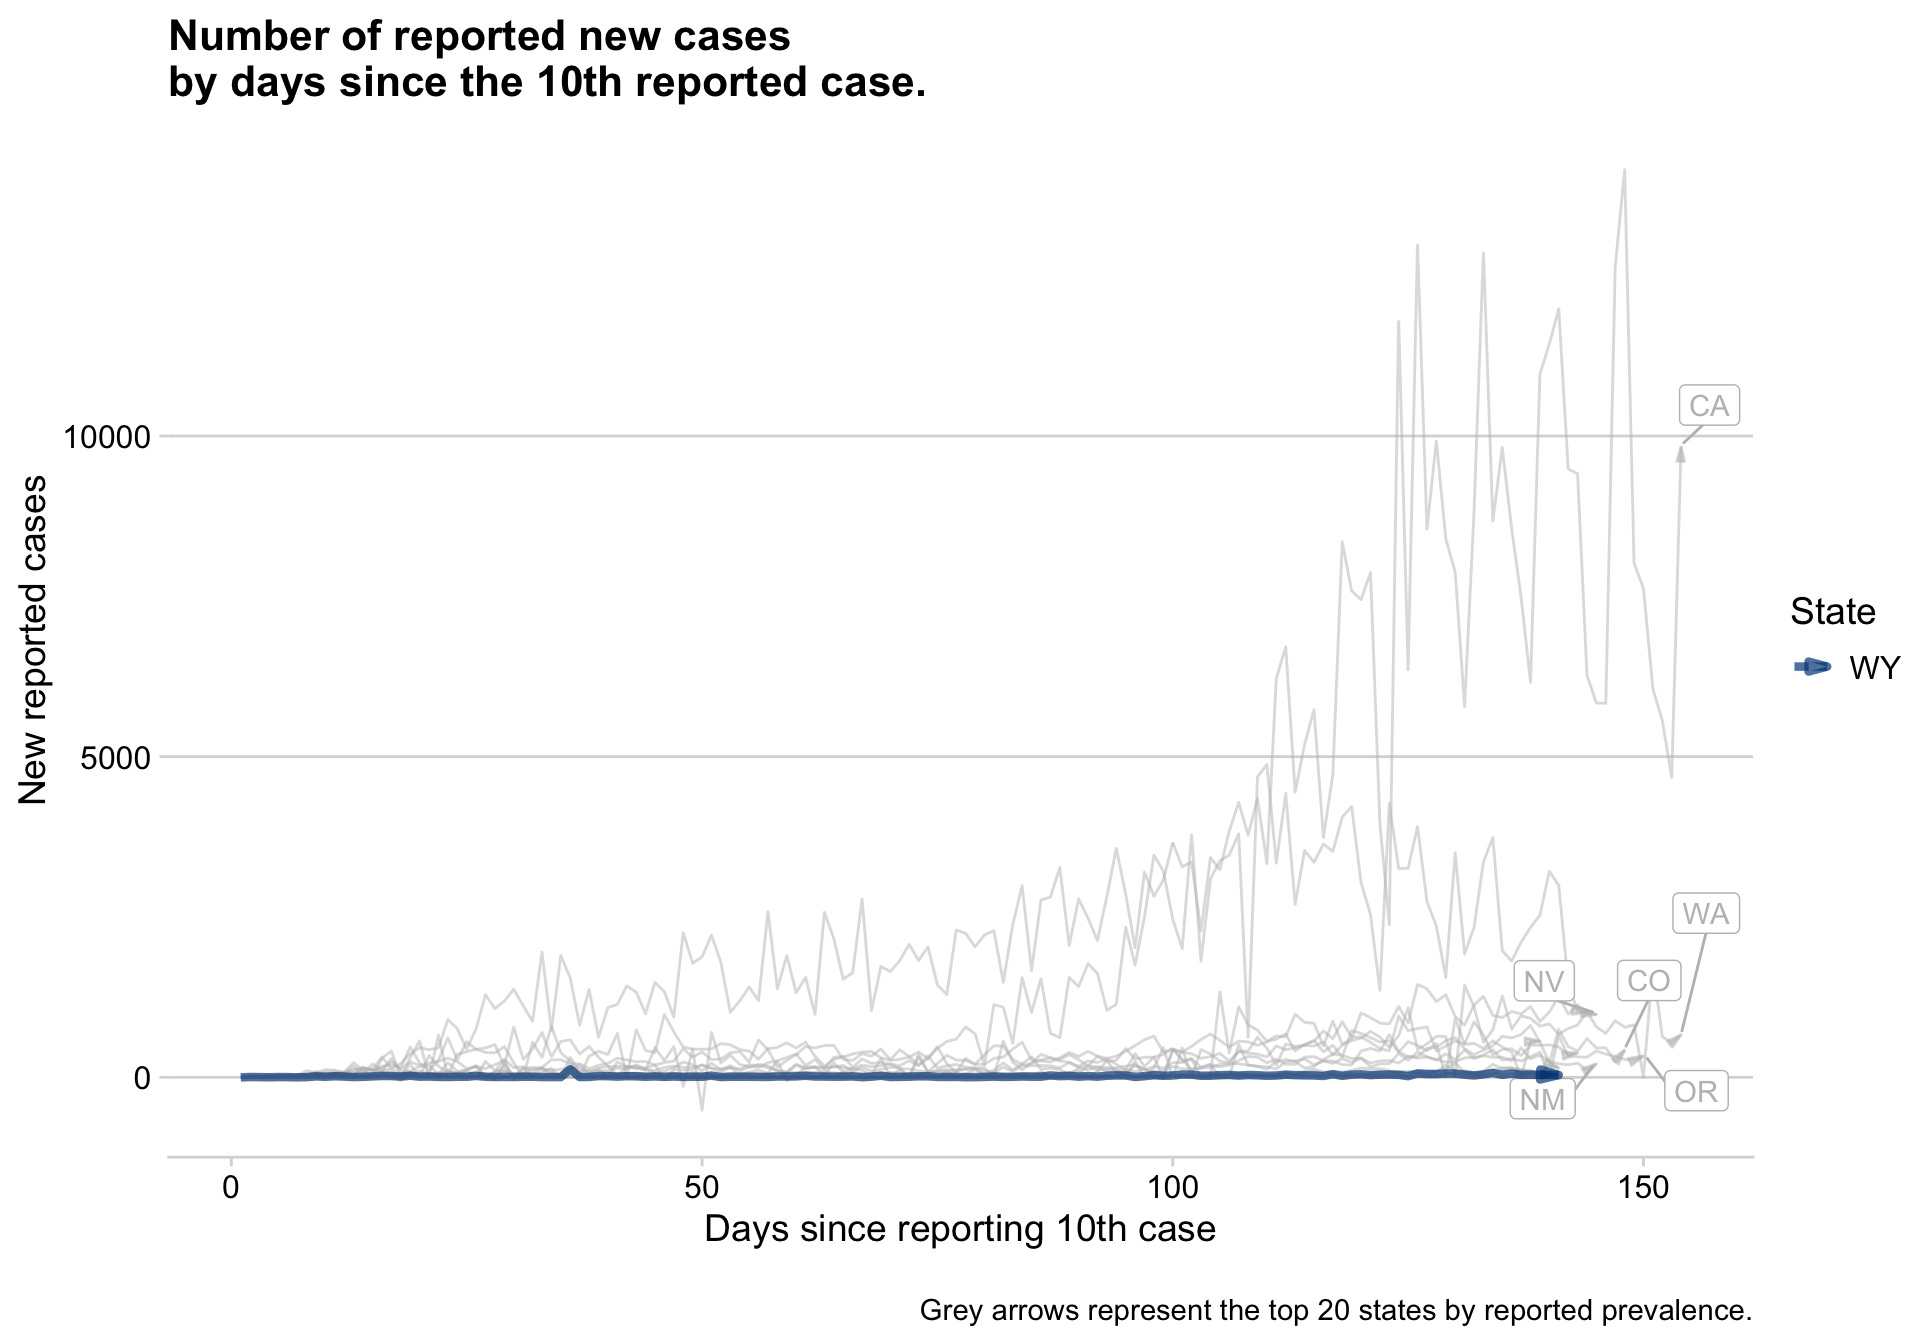 Number of reported new cases
by days since the 10th reported case.
New reported cases
10000
5000
0
CA
WA
NV
CO
NM
OR
State
WY
0
50
100
150
Days since reporting 10th case
Grey arrows represent the top 20 states by reported prevalence.